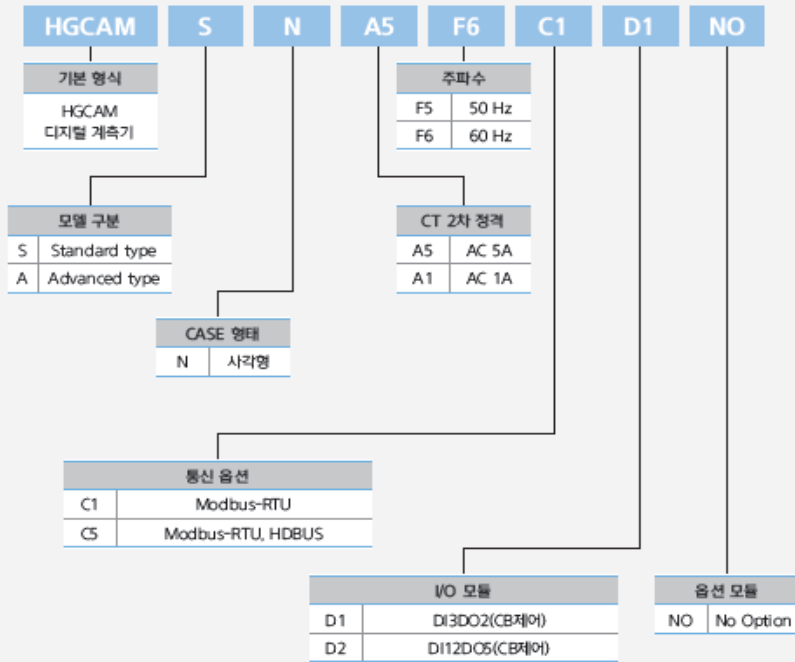 HGCAM S N A5 F6 C1 D1 NO
기본 형식
HGCAM
디지털 계측기
주파수
F5 50 Hz
F6 60 Hz
모델 구분
S Standard type
A Advanced type
CT 2차 정격
A5 AC 5A
A1 AC 1A
CASE 형태
N 사각형
통신 옵션
C1 Modbus-RTU
C5 Modbus-RTU, HDBUS
I/O 모듈
D1 DI3DO2(CB제어)
D2 DI12DO5(CB제어)
옵션 모듈
NO No Option